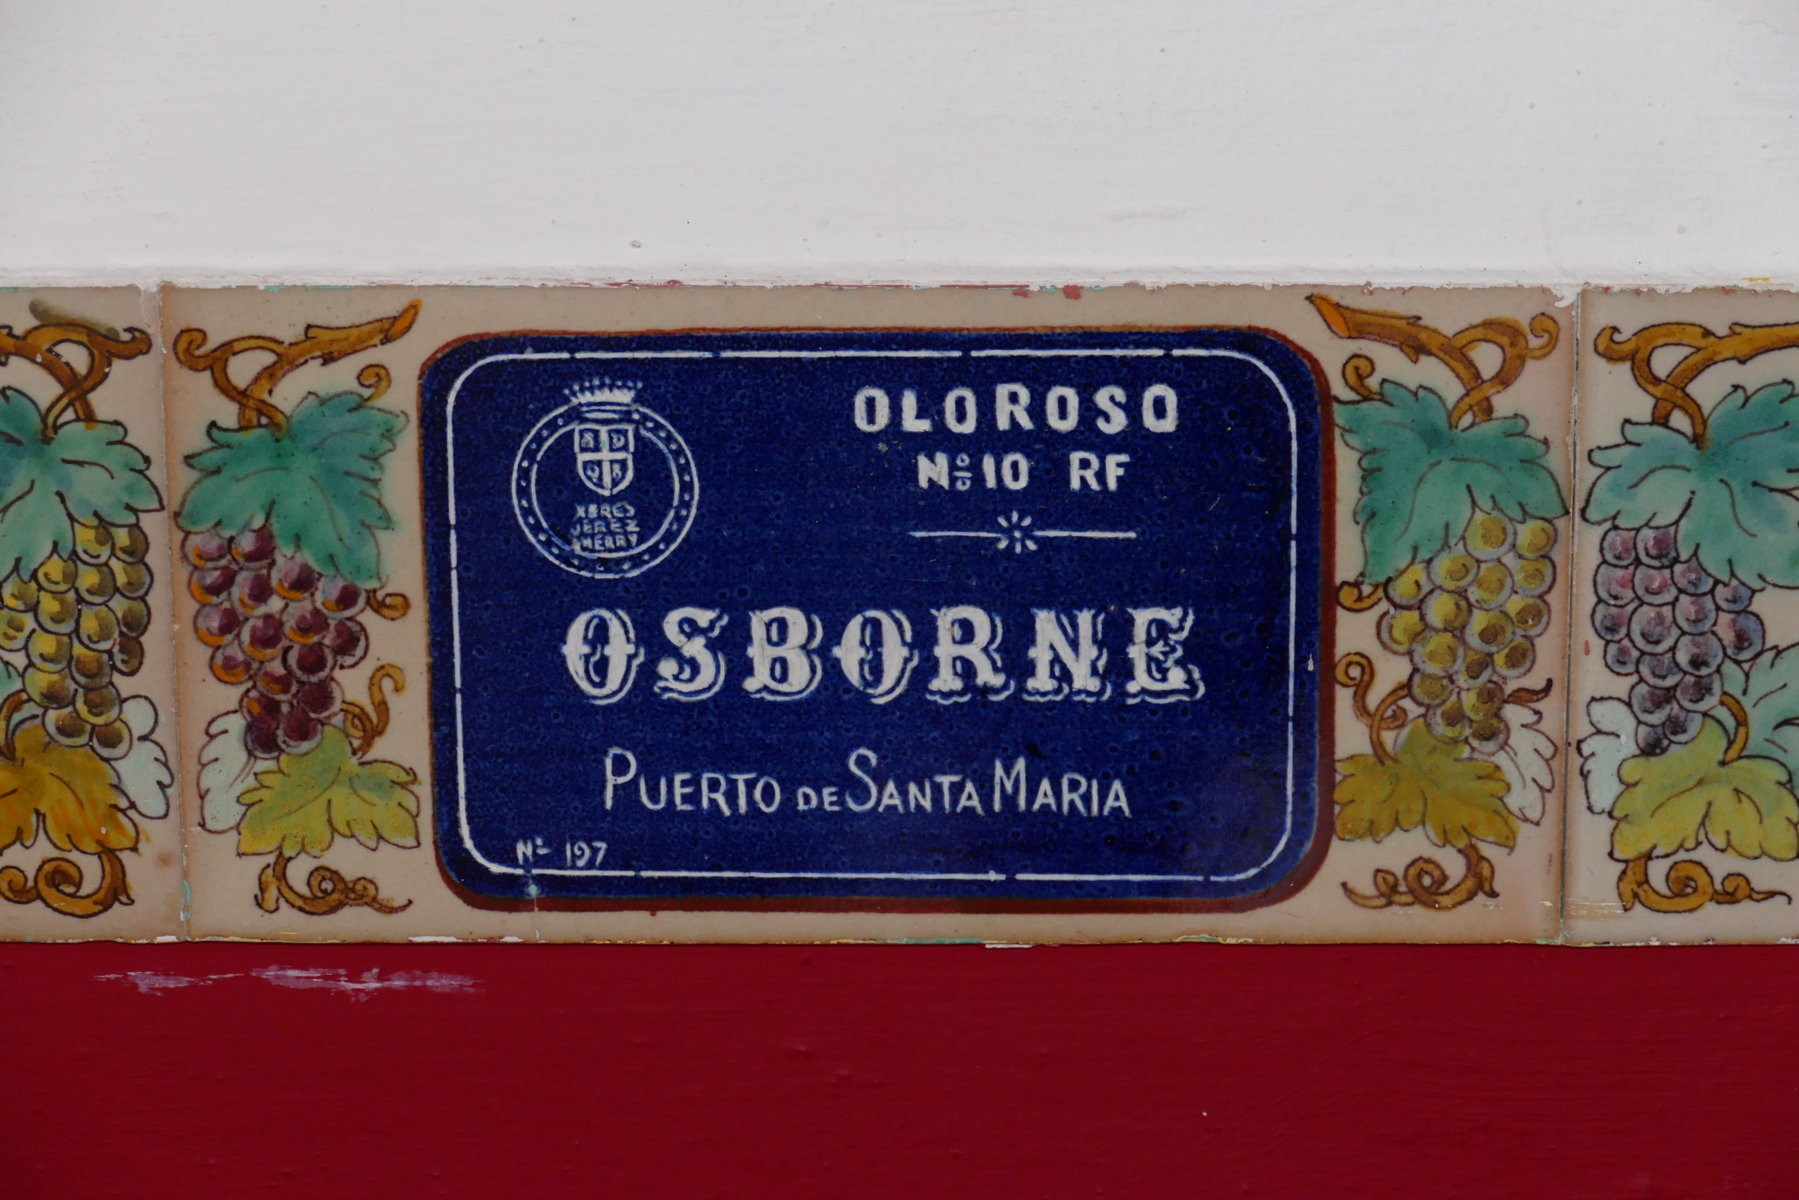 OLOROSO
Nº 10 RF
XERES
JEREZ
SHERRY
OSBORNE
PUERTO DE SANTA MARIA
Nº 197